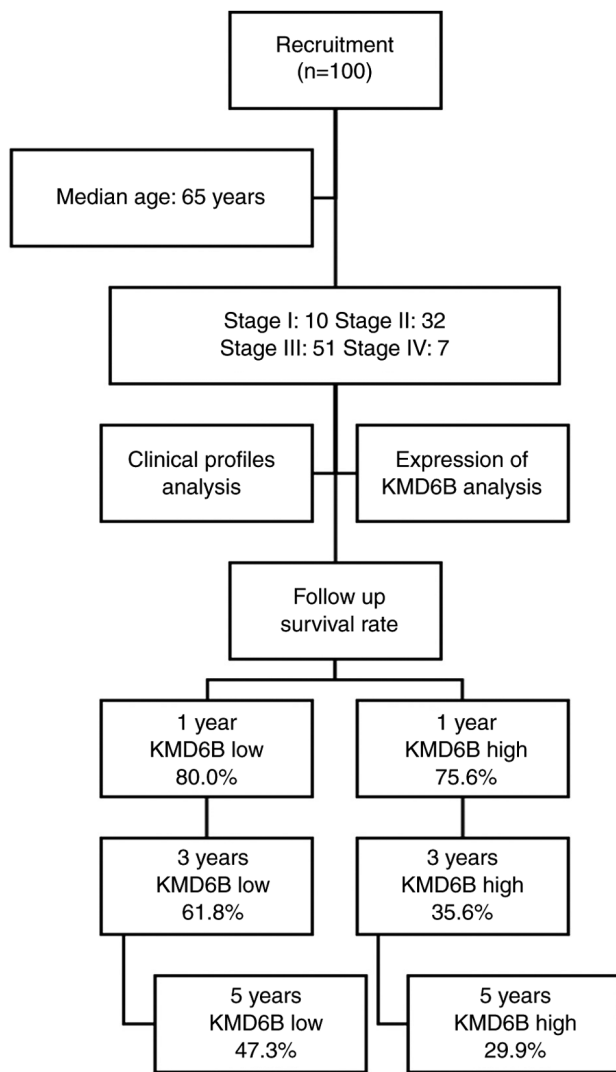 Recruitment
(n=100)
Median age: 65 years
Stage I: 10 Stage II: 32
Stage III: 51 Stage IV: 7
Clinical profiles
analysis
Expression of
KMD6B analysis
Follow up
survival rate
1 year
KMD6B low
80.0%
1 year
KMD6B high
75.6%
3 years
KMD6B low
61.8%
3 years
KMD6B high
35.6%
5 years
KMD6B low
47.3%
5 years
KMD6B high
29.9%